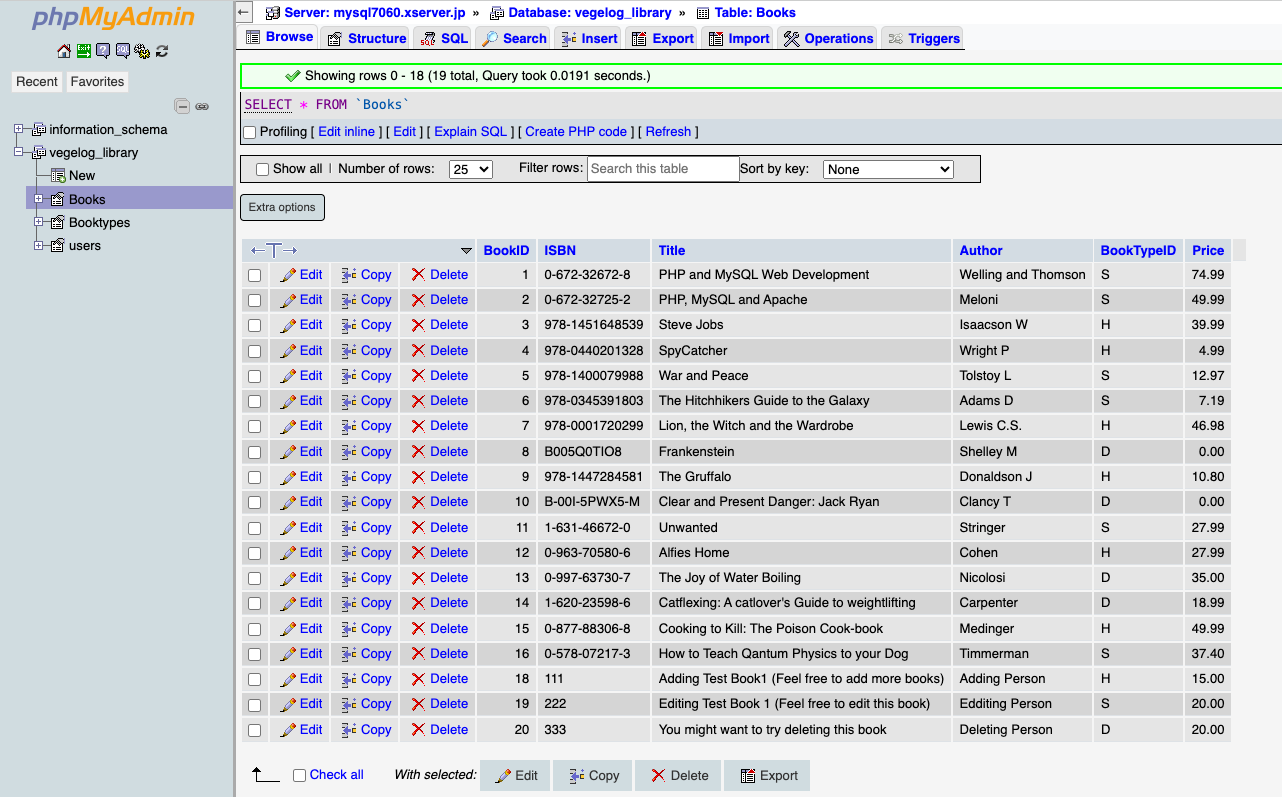 phpMyAdmin
Recent Favorites
information_schema
vegelog_library
New
Books
Booktypes
users
Server: mysql7060.xserver.jp » Database: vegelog_library » Table: Books
Browse Structure SQL Search Insert Export Import Operations Triggers
Showing rows 0 - 18 (19 total, Query took 0.0191 seconds.)
SELECT * FROM `Books`
Profiling [ Edit inline ] [ Edit ] [ Explain SQL ] [ Create PHP code ] [ Refresh ]
Show all | Number of rows: 25 Filter rows: Search this table Sort by key: None
Extra options
←T→ BookID ISBN Title Author BookTypeID Price
Edit Copy Delete 1 0-672-32672-8 PHP and MySQL Web Development Welling and Thomson S 74.99
Edit Copy Delete 2 0-672-32725-2 PHP, MySQL and Apache Meloni S 49.99
Edit Copy Delete 3 978-1451648539 Steve Jobs Isaacson W H 39.99
Edit Copy Delete 4 978-0440201328 SpyCatcher Wright P H 4.99
Edit Copy Delete 5 978-1400079988 War and Peace Tolstoy L S 12.97
Edit Copy Delete 6 978-0345391803 The Hitchhikers Guide to the Galaxy Adams D S 7.19
Edit Copy Delete 7 978-0001720299 Lion, the Witch and the Wardrobe Lewis C.S. H 46.98
Edit Copy Delete 8 B005Q0TIO8 Frankenstein Shelley M D 0.00
Edit Copy Delete 9 978-1447284581 The Gruffalo Donaldson J H 10.80
Edit Copy Delete 10 B-00I-5PWX5-M Clear and Present Danger: Jack Ryan Clancy T D 0.00
Edit Copy Delete 11 1-631-46672-0 Unwanted Stringer S 27.99
Edit Copy Delete 12 0-963-70580-6 Alfies Home Cohen H 27.99
Edit Copy Delete 13 0-997-63730-7 The Joy of Water Boiling Nicolosi D 35.00
Edit Copy Delete 14 1-620-23598-6 Catflexing: A catlover's Guide to weightlifting Carpenter D 18.99
Edit Copy Delete 15 0-877-88306-8 Cooking to Kill: The Poison Cook-book Medinger H 49.99
Edit Copy Delete 16 0-578-07217-3 How to Teach Qantum Physics to your Dog Timmerman S 37.40
Edit Copy Delete 18 111 Adding Test Book1 (Feel free to add more books) Adding Person H 15.00
Edit Copy Delete 19 222 Editing Test Book 1 (Feel free to edit this book) Edditing Person S 20.00
Edit Copy Delete 20 333 You might want to try deleting this book Deleting Person D 20.00
Check all With selected: Edit Copy Delete Export